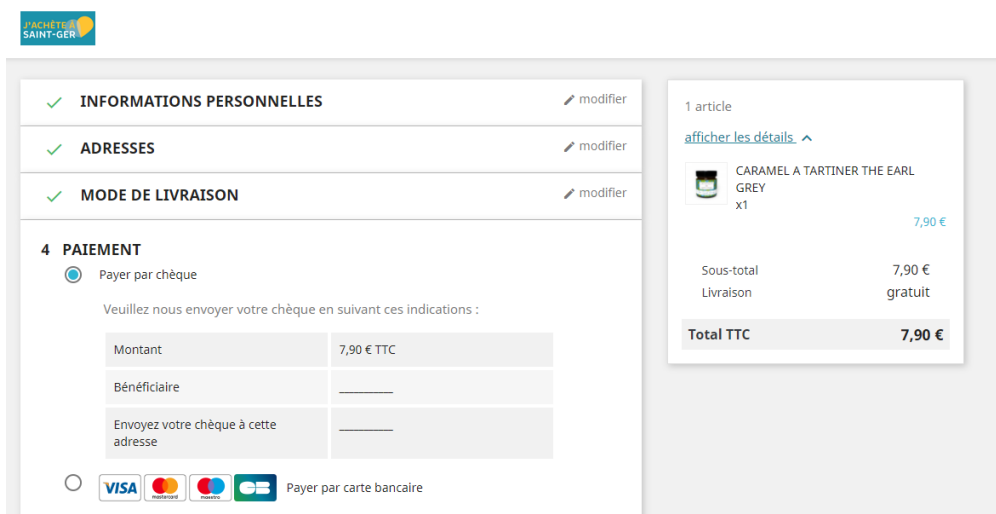 J'ACHÈTE À
SAINT-GER
INFORMATIONS PERSONNELLES
modifier
ADRESSES
modifier
MODE DE LIVRAISON
modifier
4 PAIEMENT
Payer par chèque
Veuillez nous envoyer votre chèque en suivant ces indications :
Montant
7,90 € TTC
Bénéficiaire
___________
Envoyez votre chèque à cette
adresse
___________
VISA
mastercard
maestro
CB
Payer par carte bancaire
1 article
afficher les détails
CARAMEL A TARTINER THE EARL
GREY
x1
7,90 €
Sous-total
7,90 €
Livraison
gratuit
Total TTC
7,90 €